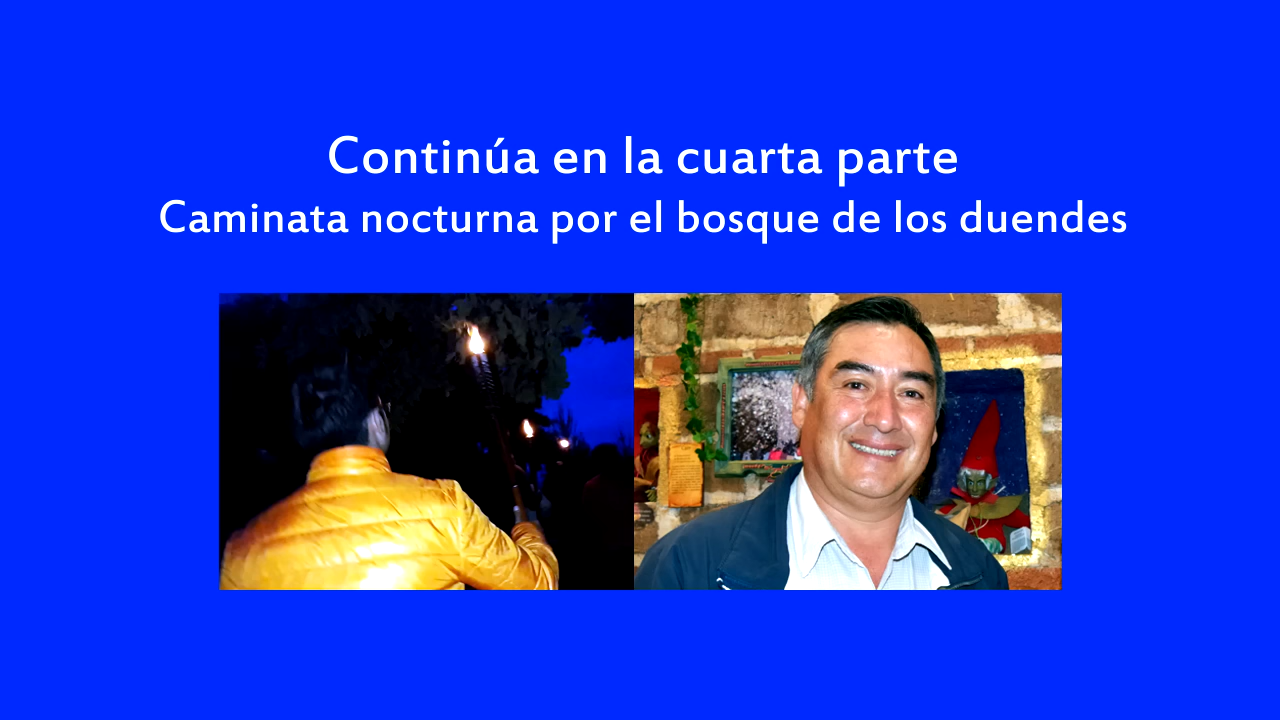 Continúa en la cuarta parte
Caminata nocturna por el bosque de los duendes